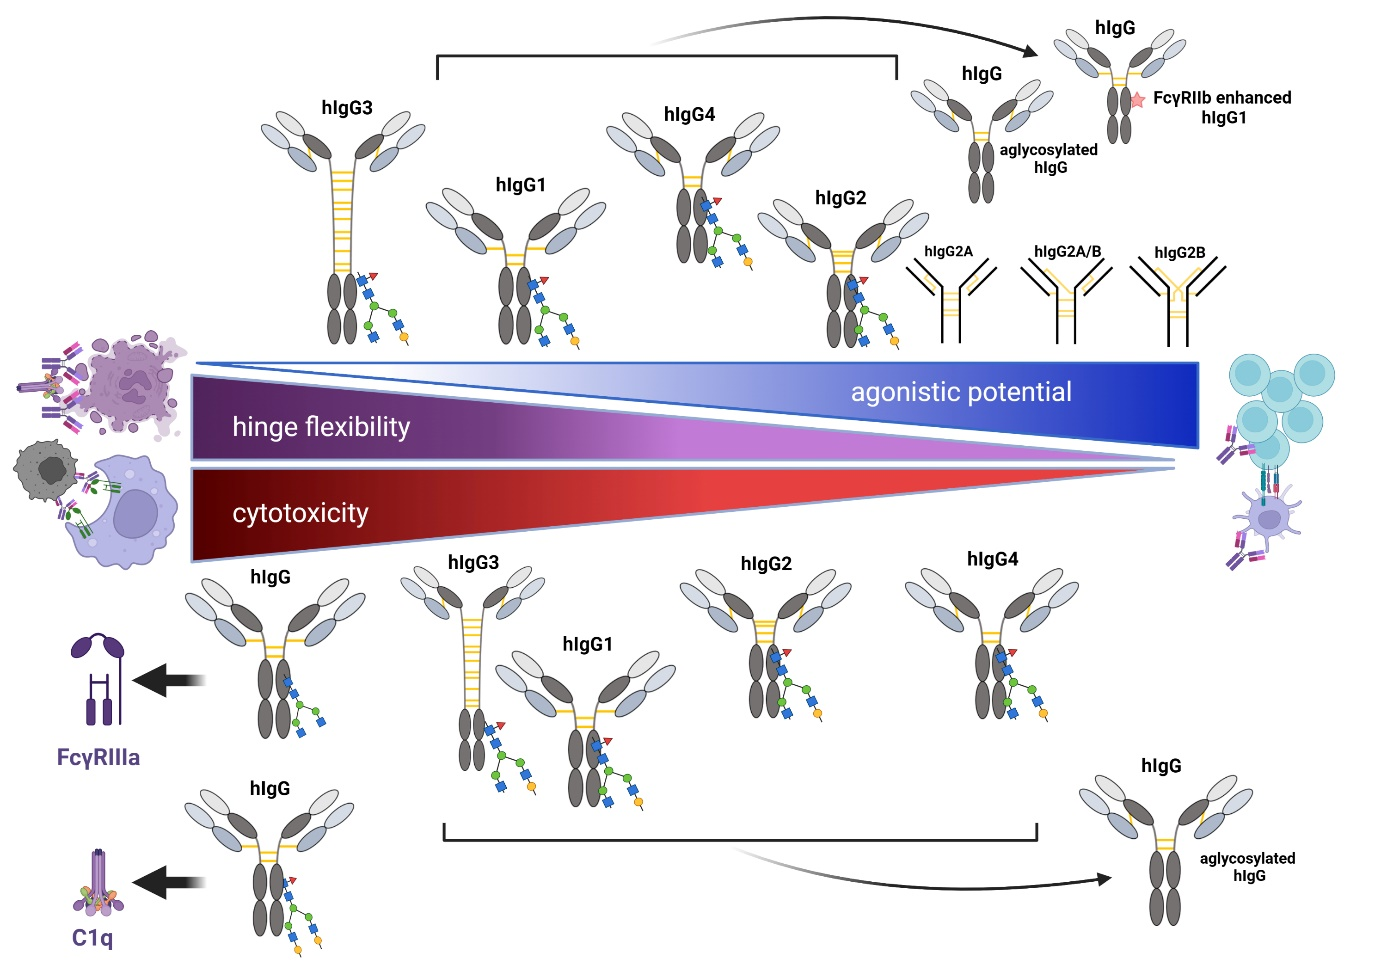 hIgG
hIgG
FcγRIIb enhanced
hIgG1
hIgG3
hIgG4
aglycosylated
hIgG
hIgG1
hIgG2
hIgG2A
hIgG2A/B
hIgG2B
agonistic potential
hinge flexibility
cytotoxicity
hIgG
hIgG3
hIgG2
hIgG4
hIgG1
FcγRIIIa
hIgG
hIgG
aglycosylated
hIgG
C1q